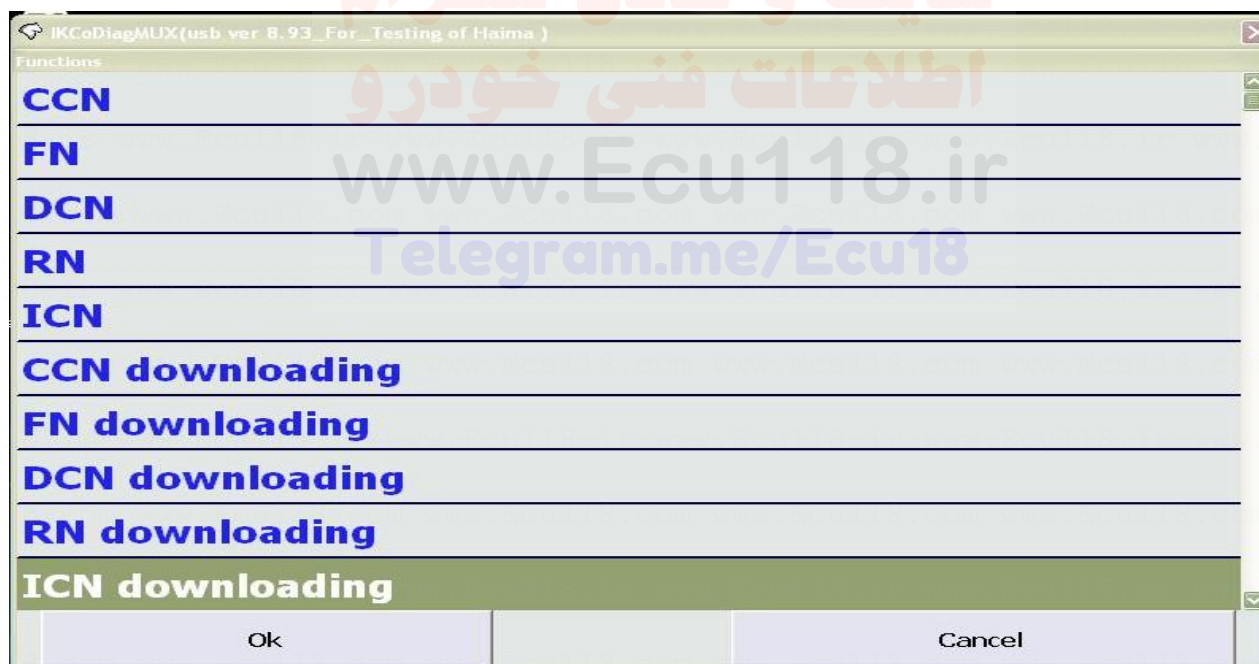 IKCoDiagMUX(usb ver 8.93_For_Testing of Haima )
Functions
CCN
اطلاعات فنی خودرو
FN
www.Ecu118.ir
DCN
RN
Telegram.me/Ecu18
ICN
CCN downloading
FN downloading
DCN downloading
RN downloading
ICN downloading
Ok
Cancel